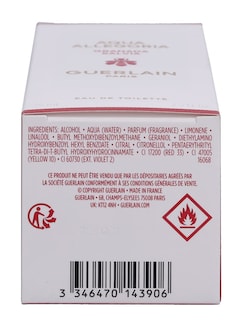 AQUA
ALLEGORIA
GUERLAIN
PARIS
EAU DE TOILETTE
INGREDIENTS: ALCOHOL • AQUA (WATER) • PARFUM (FRAGRANCE) • LIMONENE •
LINALOOL • BUTYL METHOXYDIBENZOYLMETHANE • GERANIOL • DIETHYLAMINO
HYDROXYBENZOYL HEXYL BENZOATE • CITRAL • CITRONELLOL • PENTAERYTHRITYL
TETRA-DI-T-BUTYL HYDROXYHYDROCINNAMATE • CI 17200 (RED 33) • CI 47005
(YELLOW 10) • CI 60730 (EXT. VIOLET 2) 16068
CE PRODUIT NE PEUT ÊTRE VENDU QUE PAR LES DÉPOSITAIRES AGRÉÉS PAR
LA SOCIÉTÉ GUERLAIN CONFORMÉMENT À SES CONDITIONS GÉNÉRALES DE VENTE.
© COPYRIGHT GUERLAIN • MADE IN FRANCE
GUERLAIN • 68, CHAMPS-ELYSÉES 75008 PARIS
UK: KT12 4NH • GUERLAIN.COM
3 346470 143906